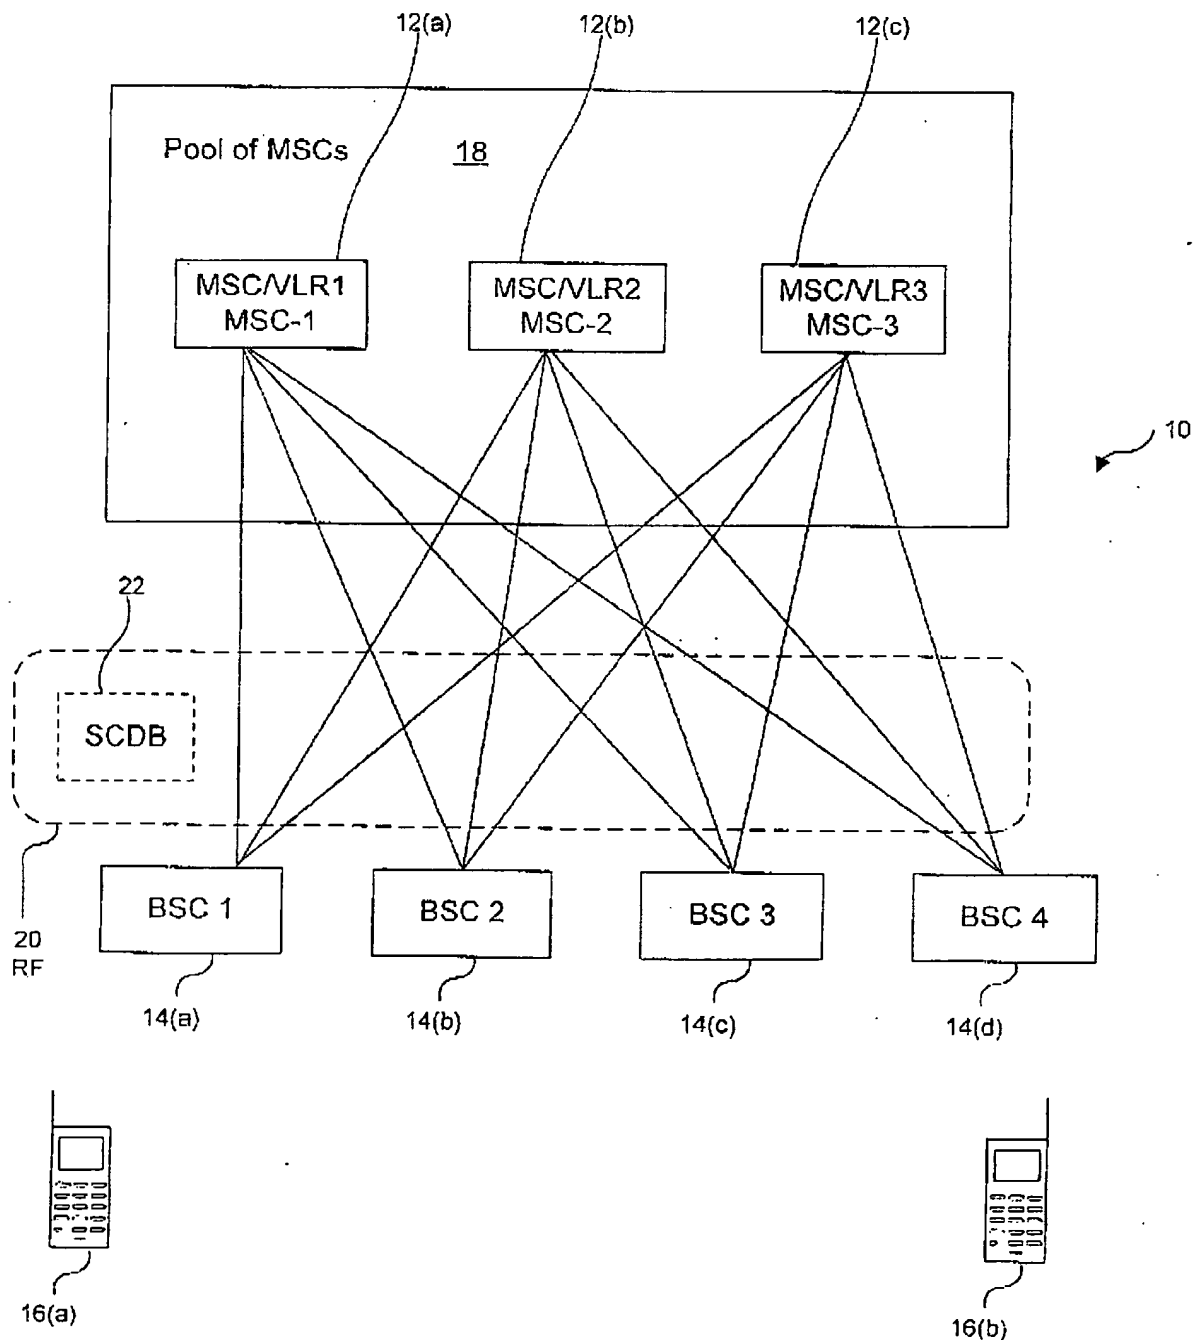 12(a)
12(b)
12(c)
Pool of MSCs
18
MSC/VLR1
MSC-1
MSC/VLR2
MSC-2
MSC/VLR3
MSC-3
10
22
SCDB
BSC 1
BSC 2
BSC 3
BSC 4
20
RF
14(a)
14(b)
14(c)
14(d)
16(a)
16(b)